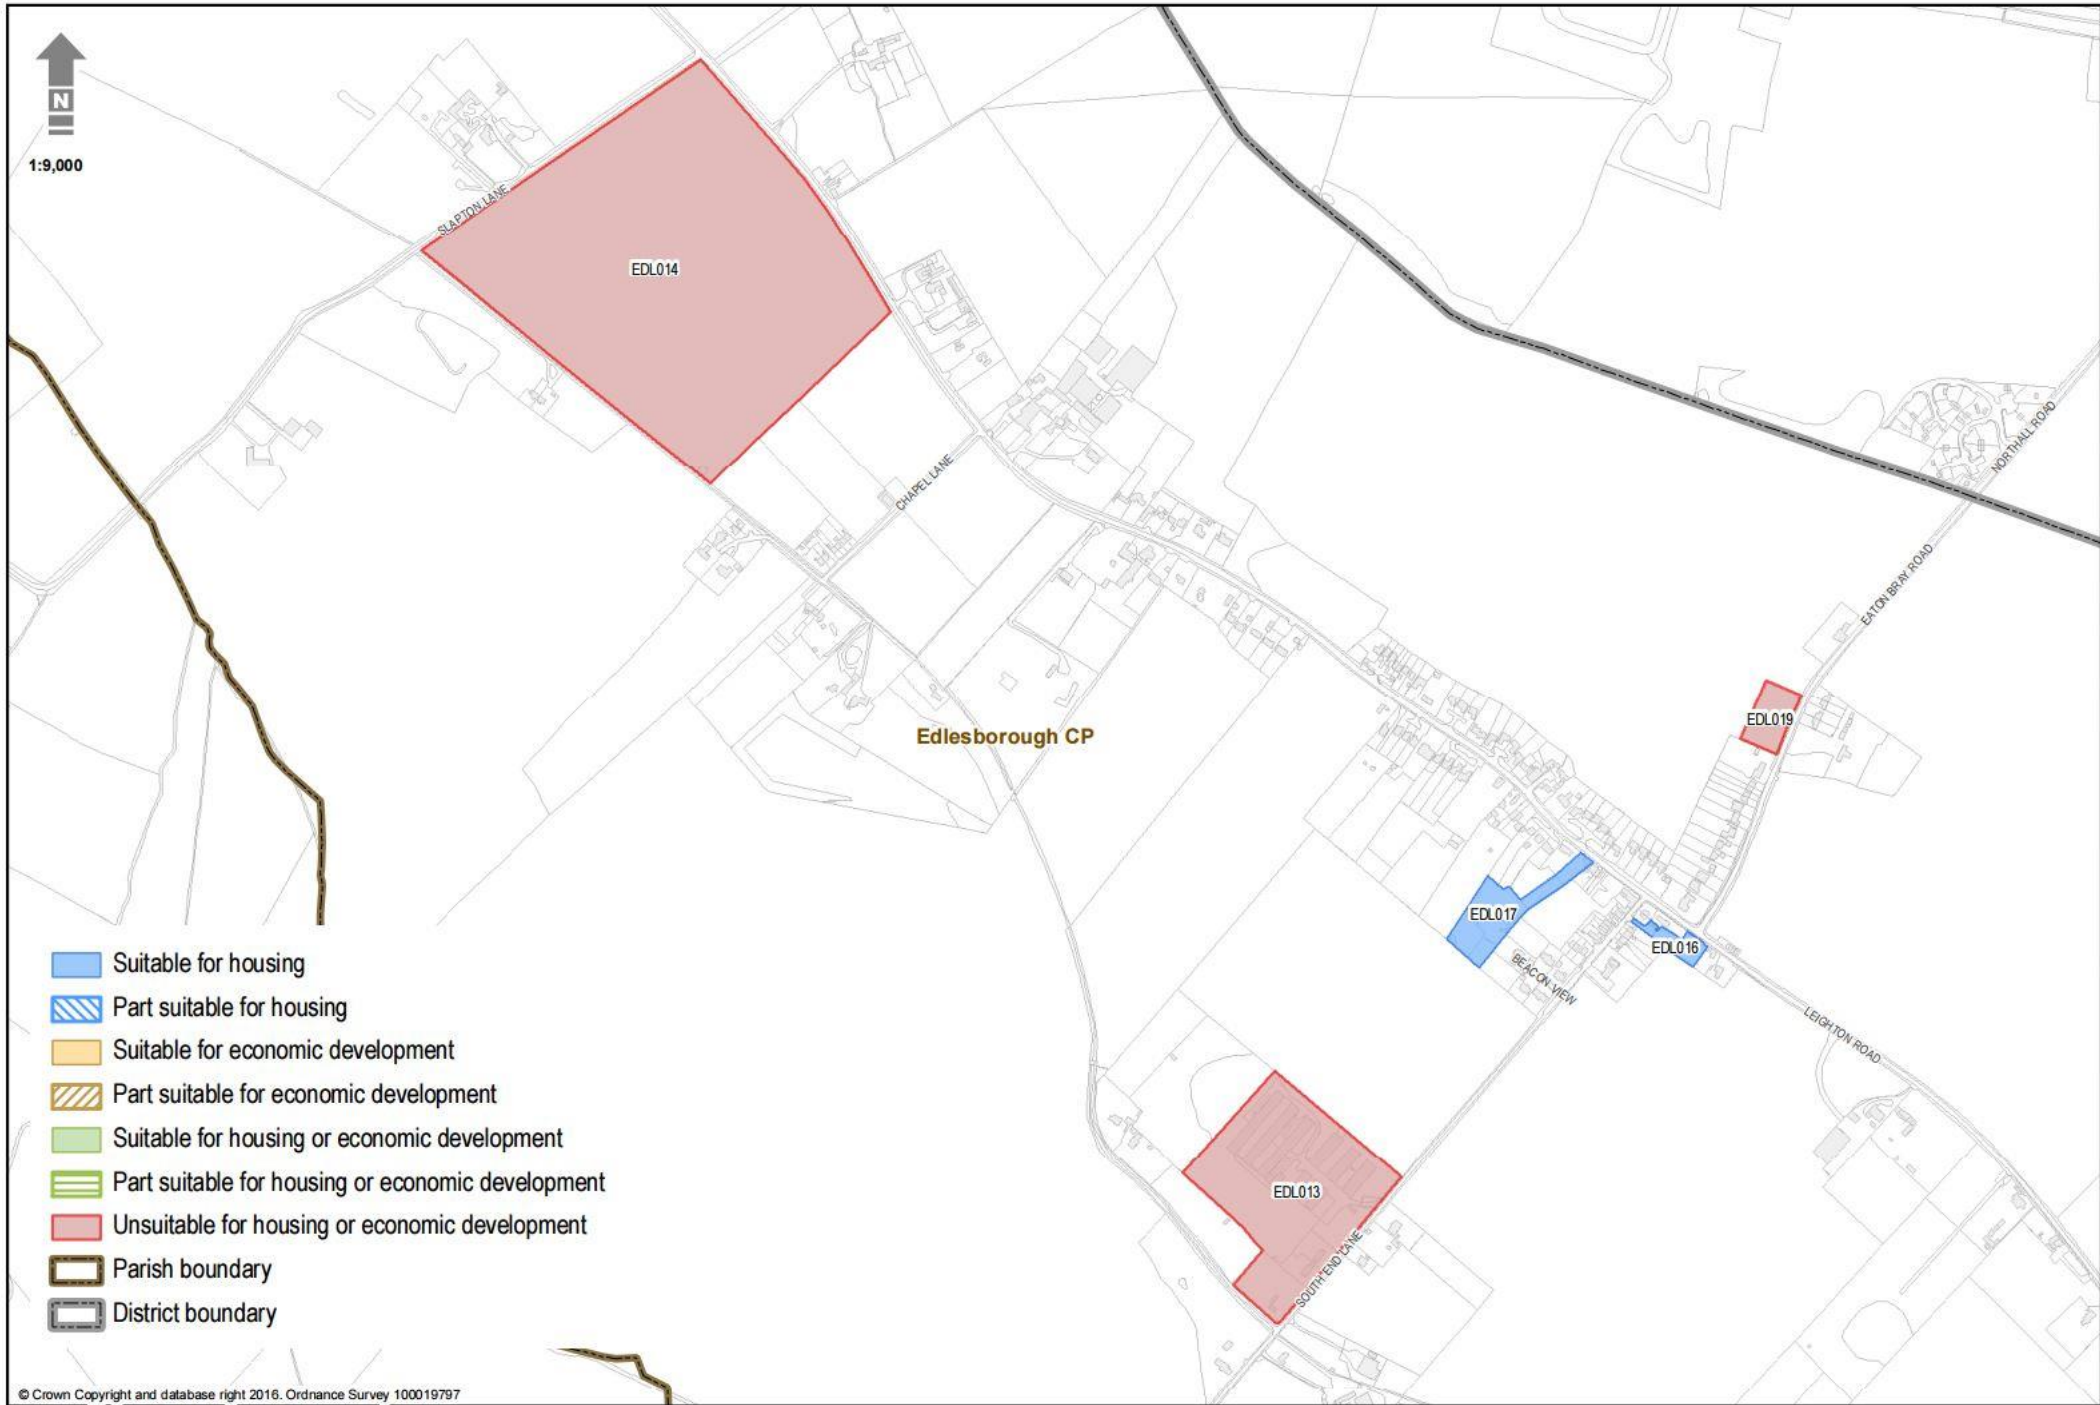 N
1:9,000
SLAPTON LANE
EDL014
CHAPEL LANE
NORTHALL ROAD
EATON BRAY ROAD
EDL019
Edlesborough CP
EDL017
EDL016
BEACON VIEW
LEIGHTON ROAD
EDL013
SOUTH END LANE
Suitable for housing
Part suitable for housing
Suitable for economic development
Part suitable for economic development
Suitable for housing or economic development
Part suitable for housing or economic development
Unsuitable for housing or economic development
Parish boundary
District boundary
© Crown Copyright and database right 2016. Ordnance Survey 100019797